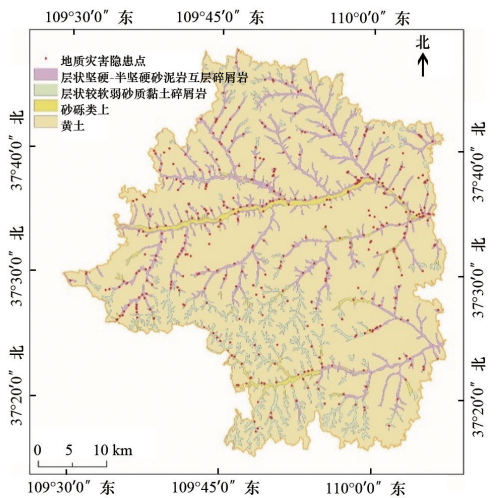 109°30′0″ 东
109°45′0″ 东
110°0′0″ 东
北
地质灾害隐患点
层状坚硬-半坚硬砂泥岩互层碎屑岩
层状较软弱砂质黏土碎屑岩
砂砾类上
黄土
37°40′0″ 北
37°40′0″ 北
37°30′0″ 北
37°30′0″ 北
37°20′0″ 北
37°20′0″ 北
0 5 10 km
109°30′0″ 东
109°45′0″ 东
110°0′0″ 东